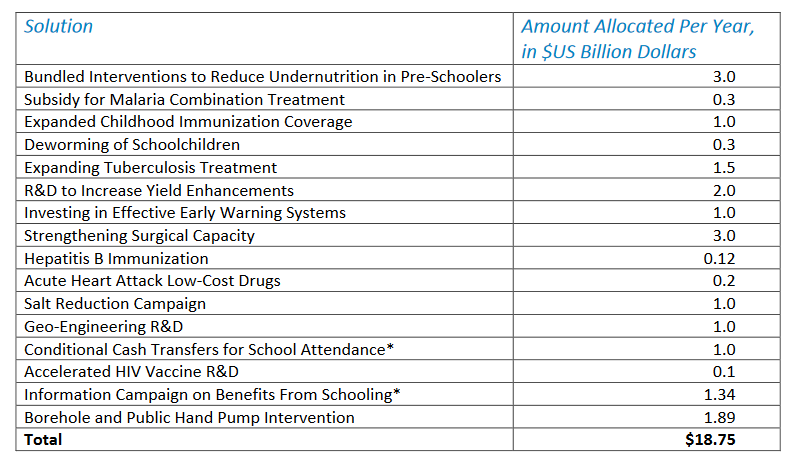 Solution Amount Allocated Per Year,
in $US Billion Dollars
Bundled Interventions to Reduce Undernutrition in Pre-Schoolers 3.0
Subsidy for Malaria Combination Treatment 0.3
Expanded Childhood Immunization Coverage 1.0
Deworming of Schoolchildren 0.3
Expanding Tuberculosis Treatment 1.5
R&D to Increase Yield Enhancements 2.0
Investing in Effective Early Warning Systems 1.0
Strengthening Surgical Capacity 3.0
Hepatitis B Immunization 0.12
Acute Heart Attack Low-Cost Drugs 0.2
Salt Reduction Campaign 1.0
Geo-Engineering R&D 1.0
Conditional Cash Transfers for School Attendance* 1.0
Accelerated HIV Vaccine R&D 0.1
Information Campaign on Benefits From Schooling* 1.34
Borehole and Public Hand Pump Intervention 1.89
Total $18.75